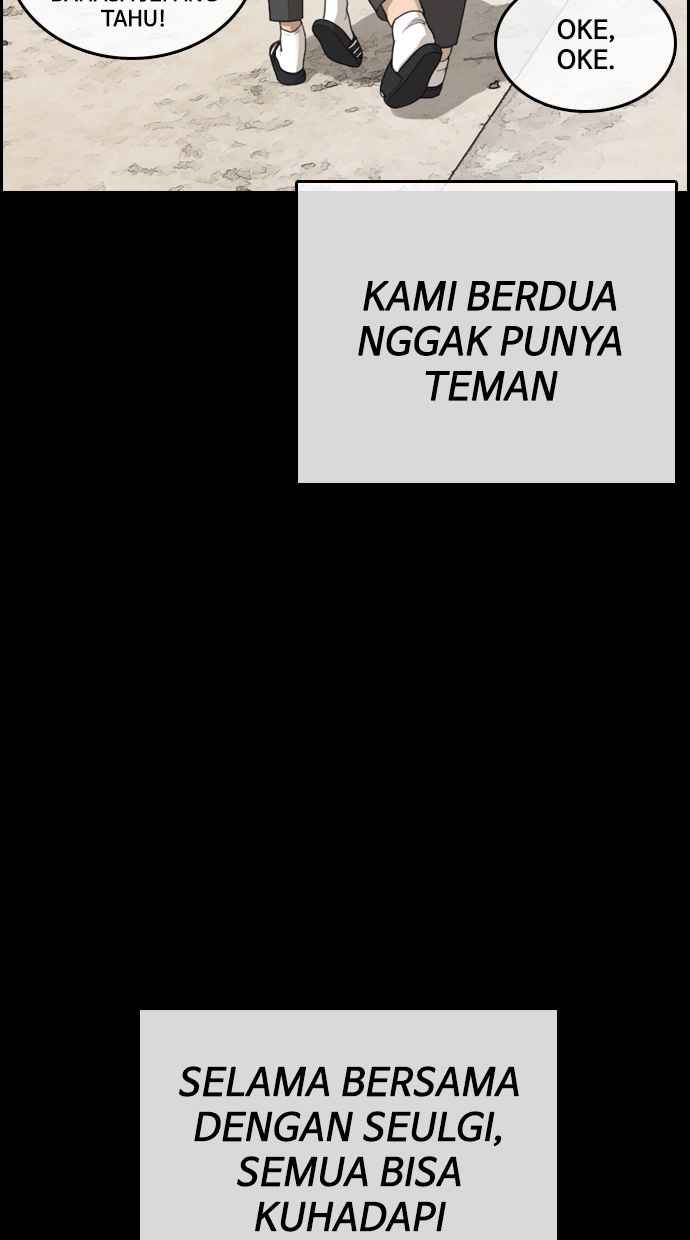 TAHU!
OKE,
OKE.
KAMI BERDUA
NGGAK PUNYA
TEMAN
SELAMA BERSAMA
DENGAN SEULGI,
SEMUA BISA
KUHADAPI